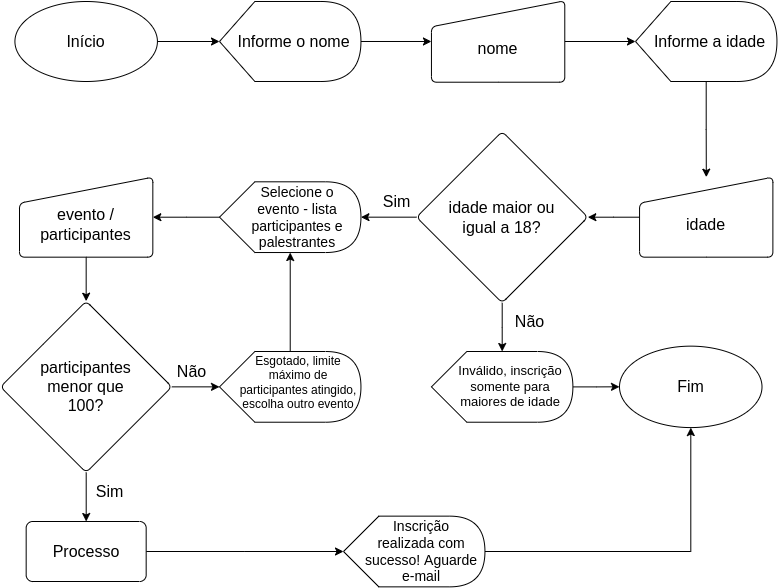 Início
Informe o nome
nome
Informe a idade
idade
idade maior ou
igual a 18?
Sim
Selecione o
evento - lista
participantes e
palestrantes
evento /
participantes
participantes
menor que
100?
Não
Esgotado, limite
máximo de
participantes atingido,
escolha outro evento
Não
Inválido, inscrição
somente para
maiores de idade
Fim
Sim
Processo
Inscrição
realizada com
sucesso! Aguarde
e-mail